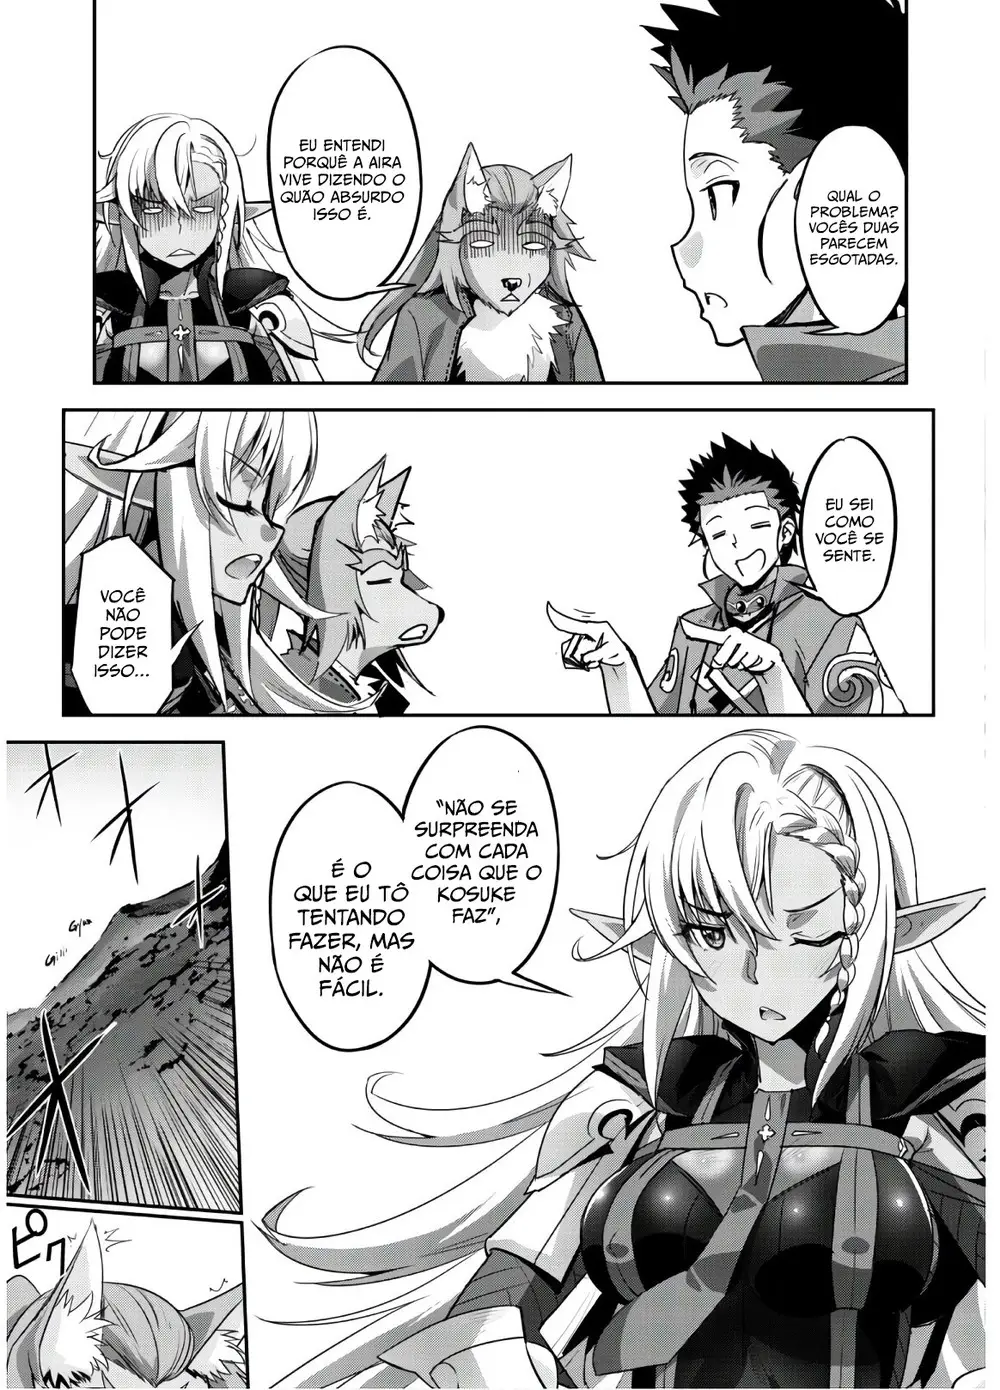 QUAL O
PROBLEMA?
VOCÊS DUAS
PARECEM
ESGOTADAS.
EU ENTENDI
PORQUÊ A AIRA
VIVE DIZENDO O
QUÃO ABSURDO
ISSO É.
EU SEI
COMO
VOCÊ SE
SENTE.
VOCÊ
NÃO
PODE
DIZER
ISSO...
“NÃO SE
SURPREENDA
COM CADA
COISA QUE O
KOSUKE
FAZ”,
É O
QUE EU TÔ
TENTANDO
FAZER, MAS
NÃO É
FÁCIL.
ピク